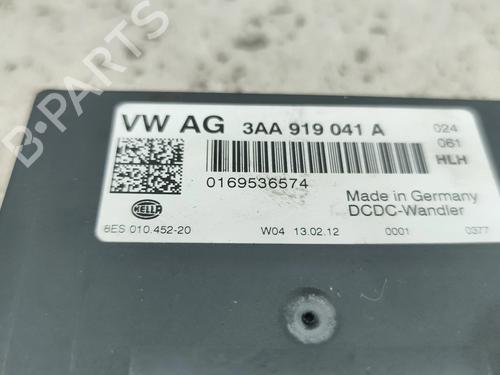 VW AG 3AA 919 041 A 024
061
HLH
0169536574
Made in Germany
DCDC-Wandler
HELLA
8ES 010.452-20 W04 13.02.12 0001 0377
B PARTS